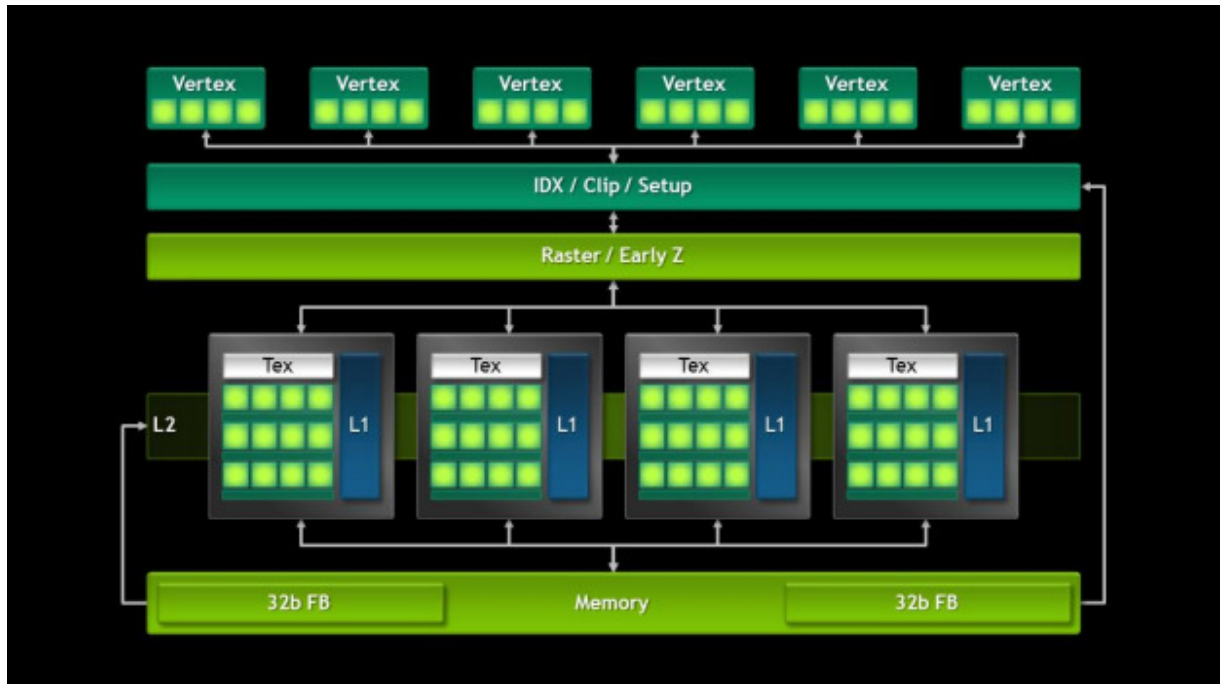 Vertex Vertex Vertex Vertex Vertex Vertex
IDX / Clip / Setup
Raster / Early Z
Tex Tex Tex Tex
L2 L1 L1 L1 L1
32b FB Memory 32b FB